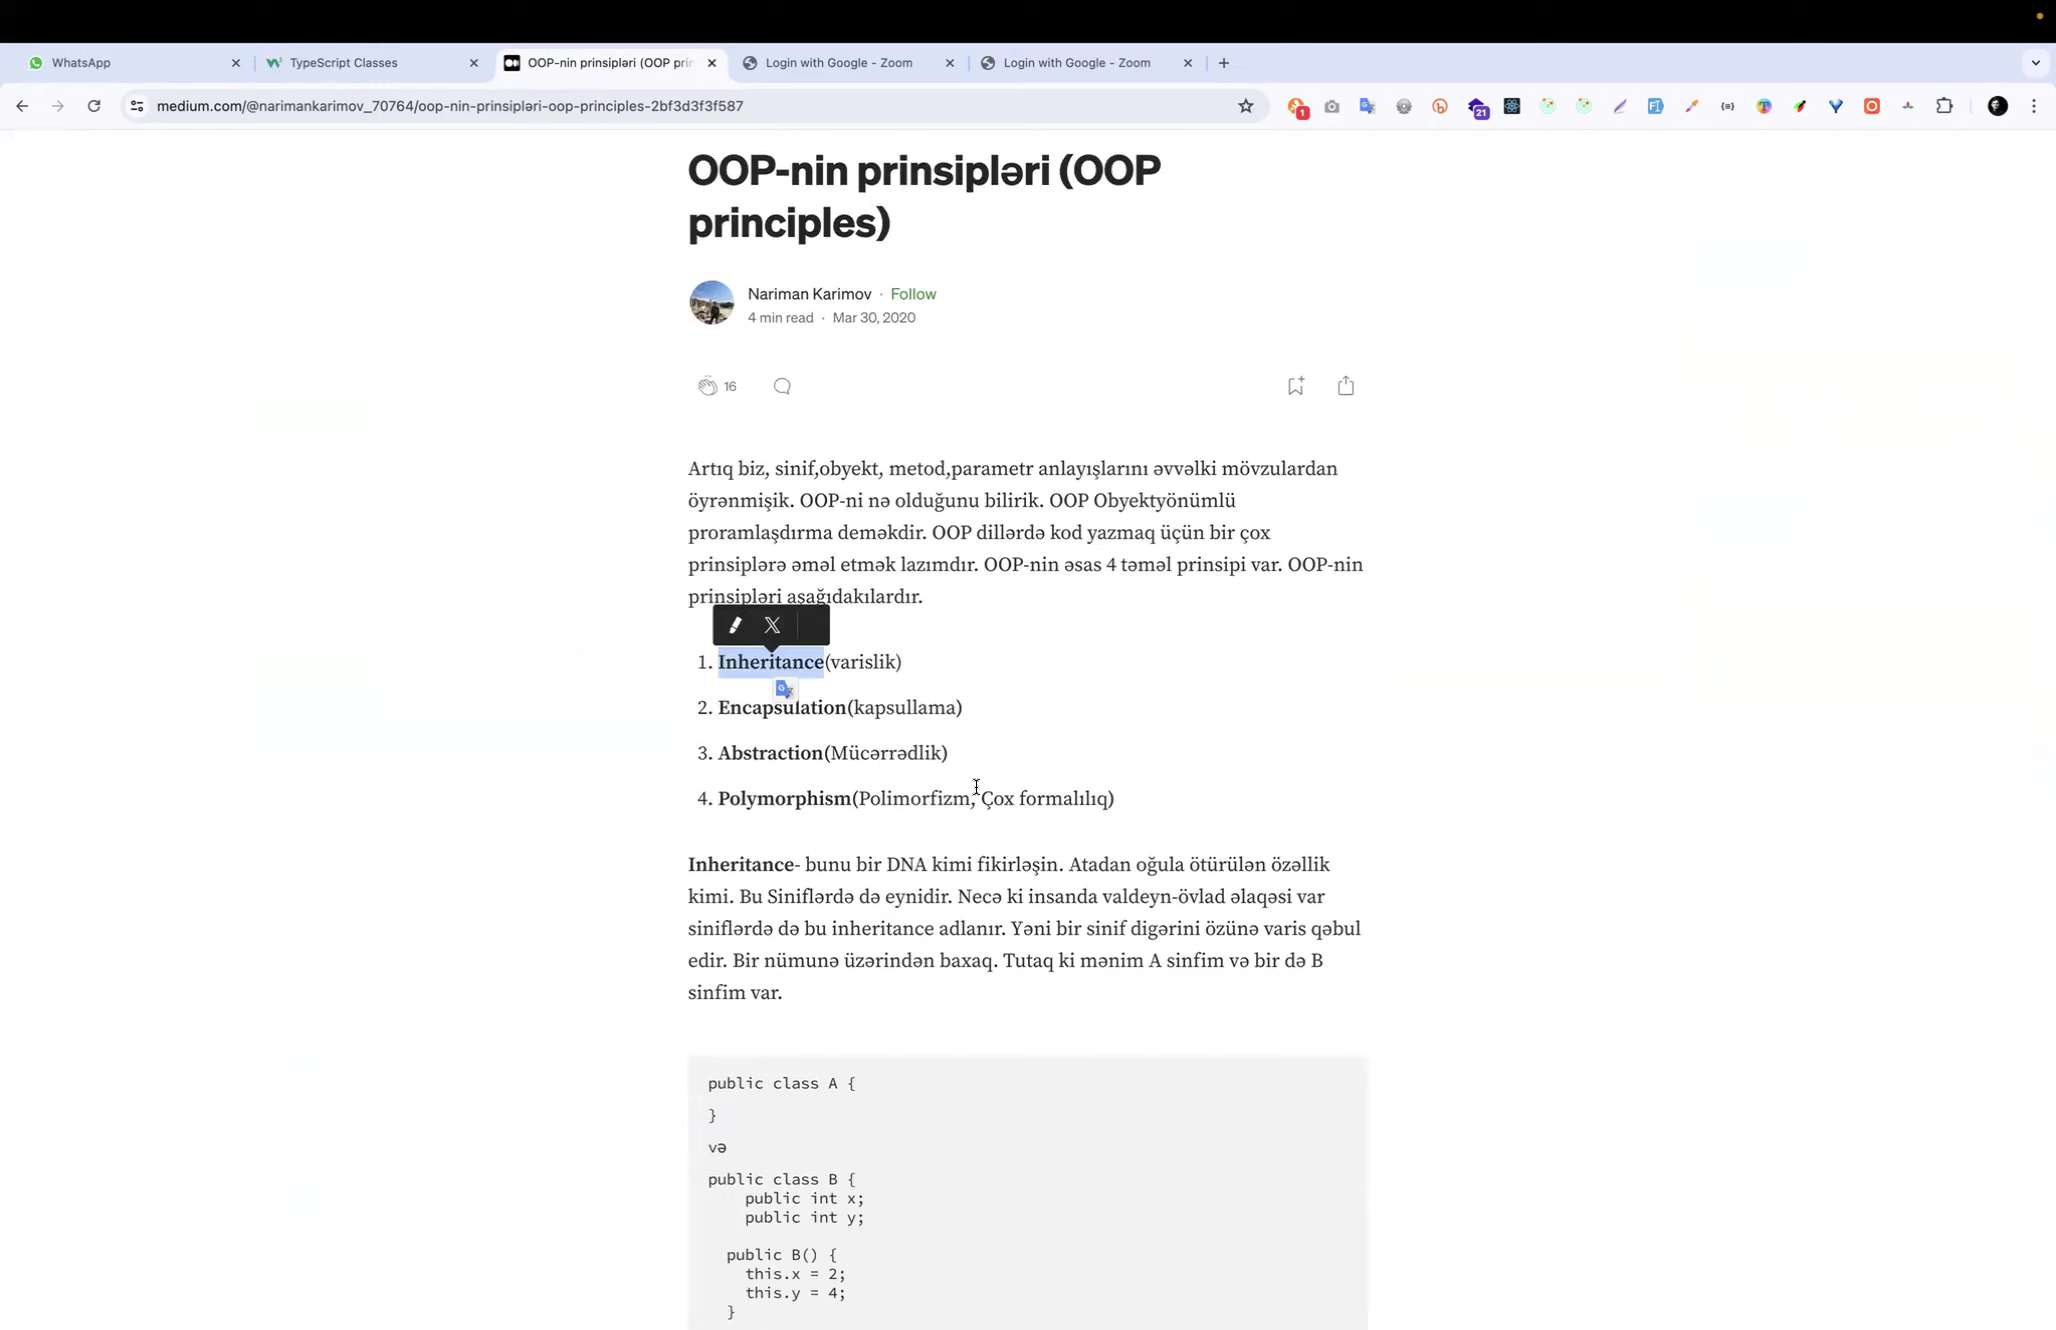 WhatsApp
TypeScript Classes
OOP-nin prinsipləri (OOP prin
Login with Google - Zoom
Login with Google - Zoom
medium.com/@narimankarimov_70764/oop-nin-prinsipləri-oop-principles-2bf3d3f3f587
1
21
OOP-nin prinsipləri (OOP
principles)
Nariman Karimov · Follow
4 min read · Mar 30, 2020
16
Artıq biz, sinif,obyekt, metod,parametr anlayışlarını əvvəlki mövzulardan
öyrənmişik. OOP-ni nə olduğunu bilirik. OOP Obyektyönümlü
proramlaşdırma deməkdir. OOP dillərdə kod yazmaq üçün bir çox
prinsiplərə əməl etmək lazımdır. OOP-nin əsas 4 təməl prinsipi var. OOP-nin
prinsipləri aşağıdakılardır.
1. Inheritance(varislik)
2. Encapsulation(kapsullama)
3. Abstraction(Mücərrədlik)
4. Polymorphism(Polimorfizm, Çox formalılıq)
Inheritance- bunu bir DNA kimi fikirləşin. Atadan oğula ötürülən özəllik
kimi. Bu Siniflərdə də eynidir. Necə ki insanda valdeyn-övlad əlaqəsi var
siniflərdə də bu inheritance adlanır. Yəni bir sinif digərini özünə varis qəbul
edir. Bir nümunə üzərindən baxaq. Tutaq ki mənim A sinfim və bir də B
sinfim var.
public class A {
}
və
public class B {
public int x;
public int y;
public B() {
this.x = 2;
this.y = 4;
}